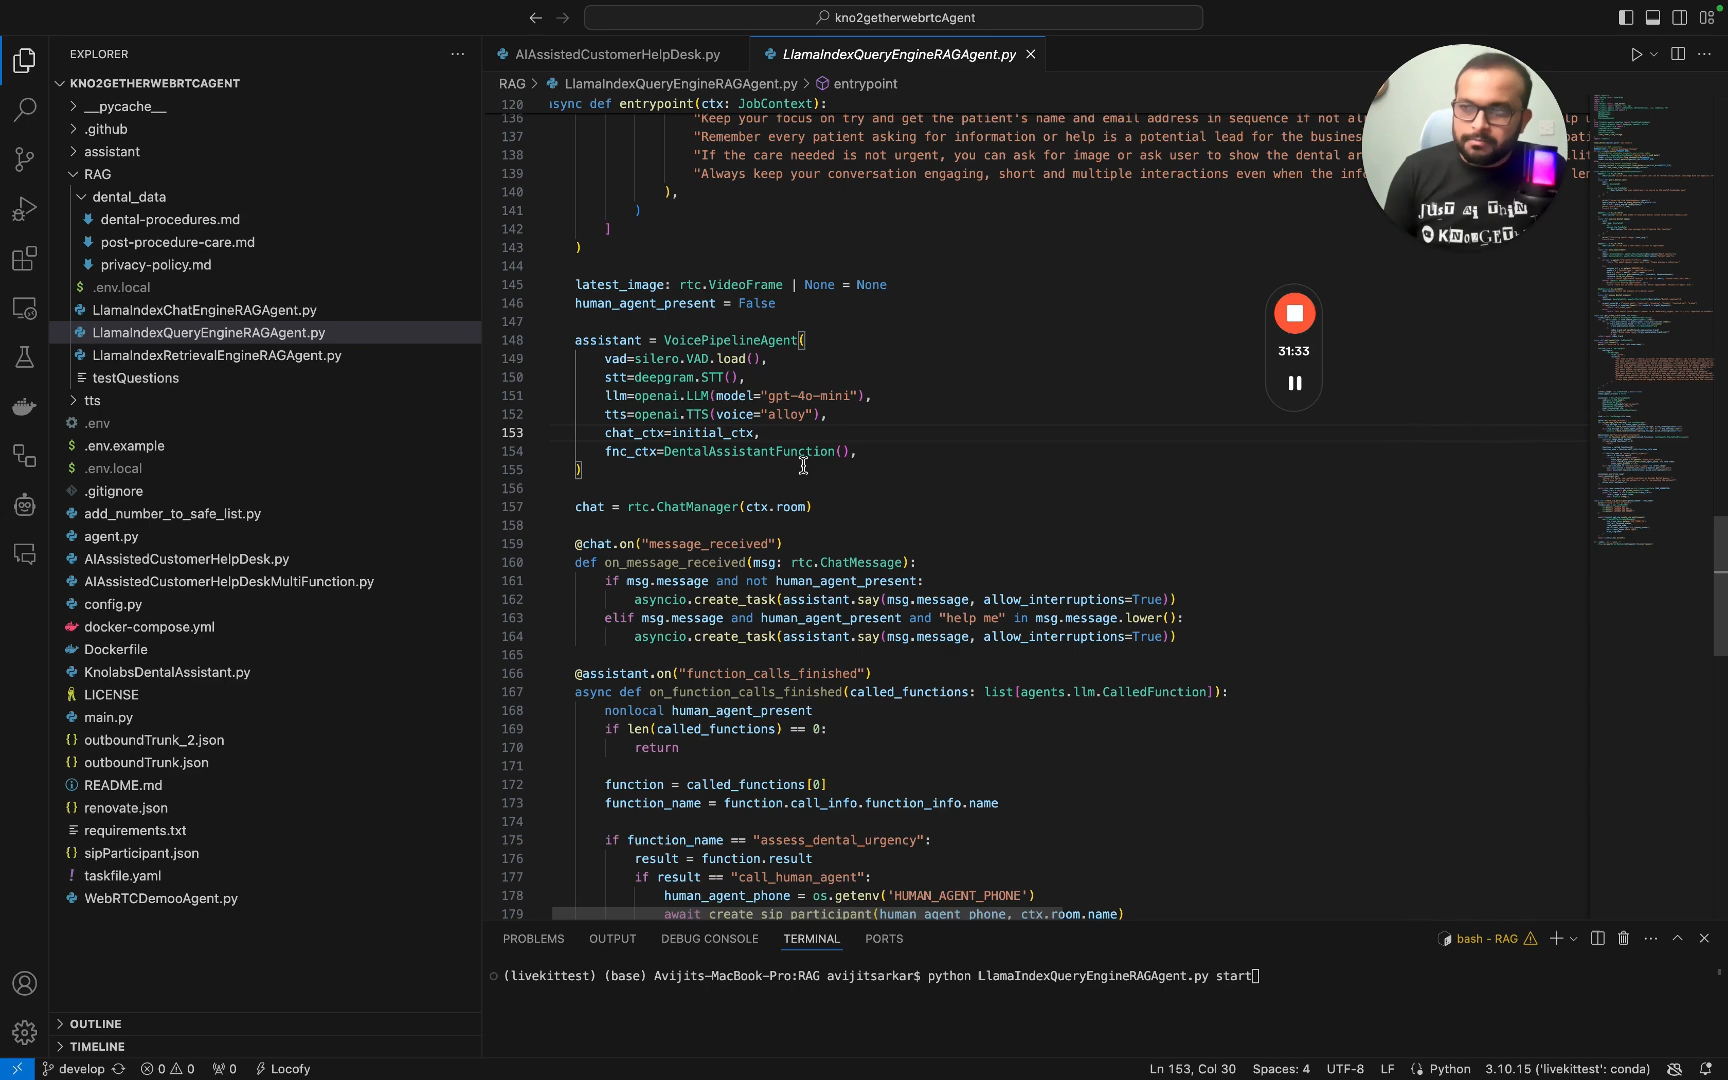 kno2getherwebrtcAgent
EXPLORER
KNO2GETHERWEBRTCAGENT
__pycache__
.github
assistant
RAG
dental_data
dental-procedures.md
post-procedure-care.md
privacy-policy.md
.env.local
LlamaIndexChatEngineRAGAgent.py
LlamaIndexQueryEngineRAGAgent.py
LlamaIndexRetrievalEngineRAGAgent.py
testQuestions
tts
.env
.env.example
.env.local
.gitignore
add_number_to_safe_list.py
agent.py
AIAssistedCustomerHelpDesk.py
AIAssistedCustomerHelpDeskMultiFunction.py
config.py
docker-compose.yml
Dockerfile
KnolabsDentalAssistant.py
LICENSE
main.py
outboundTrunk_2.json
outboundTrunk.json
README.md
renovate.json
requirements.txt
sipParticipant.json
taskfile.yaml
WebRTCDemooAgent.py
OUTLINE
TIMELINE
AIAssistedCustomerHelpDesk.py
LlamaIndexQueryEngineRAGAgent.py
RAG > LlamaIndexQueryEngineRAGAgent.py > entrypoint
120 async def entrypoint(ctx: JobContext):
136 "Keep your focus on try and get the patient's name and email address in sequence if not
137 "Remember every patient asking for information or help is a potential lead for the busines
138 "If the care needed is not urgent, you can ask for image or ask user to show the dental ar
139 "Always keep your conversation engaging, short and multiple interactions even when the inf
140 ),
141 )
142 ]
143 )
144
145 latest_image: rtc.VideoFrame | None = None
146 human_agent_present = False
147
148 assistant = VoicePipelineAgent(
149 vad=silero.VAD.load(),
150 stt=deepgram.STT(),
151 llm=openai.LLM(model="gpt-4o-mini"),
152 tts=openai.TTS(voice="alloy"),
153 chat_ctx=initial_ctx,
154 fnc_ctx=DentalAssistantFunction(),
155 )
156
157 chat = rtc.ChatManager(ctx.room)
158
159 @chat.on("message_received")
160 def on_message_received(msg: rtc.ChatMessage):
161 if msg.message and not human_agent_present:
162 asyncio.create_task(assistant.say(msg.message, allow_interruptions=True))
163 elif msg.message and human_agent_present and "help me" in msg.message.lower():
164 asyncio.create_task(assistant.say(msg.message, allow_interruptions=True))
165
166 @assistant.on("function_calls_finished")
167 async def on_function_calls_finished(called_functions: list[agents.llm.CalledFunction]):
168 nonlocal human_agent_present
169 if len(called_functions) == 0:
170 return
171
172 function = called_functions[0]
173 function_name = function.call_info.function_info.name
174
175 if function_name == "assess_dental_urgency":
176 result = function.result
177 if result == "call_human_agent":
178 human_agent_phone = os.getenv('HUMAN_AGENT_PHONE')
179 await create_sip_participant(human_agent_phone, ctx.room.name)
JUST AI THIN
KNO2GETHE
31:33
PROBLEMS OUTPUT DEBUG CONSOLE TERMINAL PORTS
bash - RAG
(livekittest) (base) Avijits-MacBook-Pro:RAG avijitsarkar$ python LlamaIndexQueryEngineRAGAgent.py start
develop 0 0 0 Locofy
Ln 153, Col 30 Spaces: 4 UTF-8 LF Python 3.10.15 ('livekittest': conda)